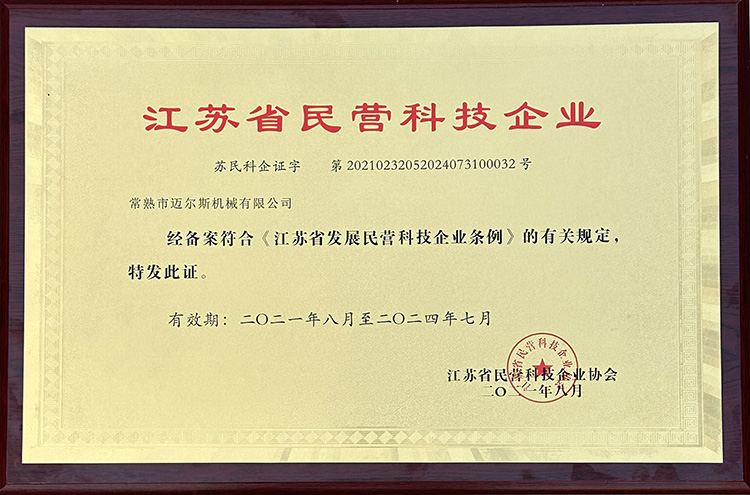 江苏省民营科技企业
苏民科企证字 第20210232052024073100032号
常熟市迈尔斯机械有限公司
经备案符合《江苏省发展民营科技企业条例》的有关规定，
特发此证。
有效期：二〇二一年八月至二〇二四年七月
江苏省民营科技企业协会
二〇二一年八月